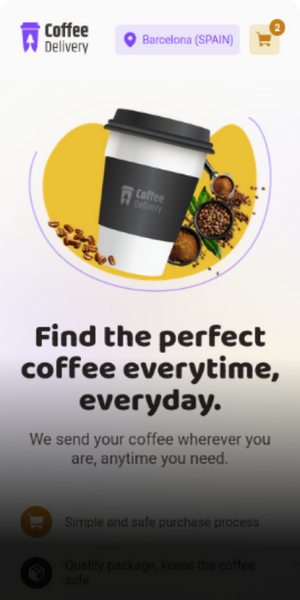 Coffee
Delivery
Barcelona (SPAIN)
2
Coffee
Delivery
Find the perfect
coffee everytime,
everyday.
We send your coffee wherever you
are, anytime you need.
Simple and safe purchase process
Quality package, keeps the coffee
safe